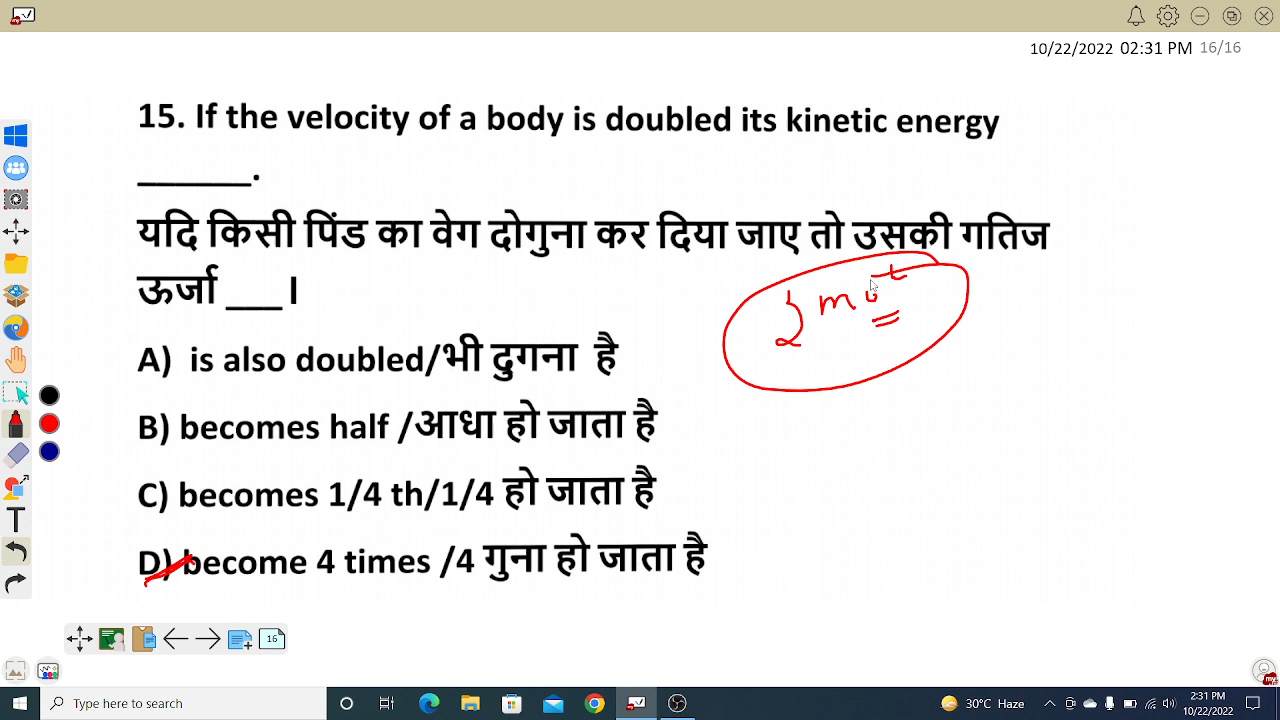 10/22/2022 02:31 PM 16/16
15. If the velocity of a body is doubled its kinetic energy
______.
यदि किसी पिंड का वेग दोगुना कर दिया जाए तो उसकी गतिज
ऊर्जा ___।
A) is also doubled/भी दुगना है
B) becomes half /आधा हो जाता है
C) becomes 1/4 th/1/4 हो जाता है
D) become 4 times /4 गुना हो जाता है
16
Type here to search
30°C Haze
2:31 PM
10/22/2022